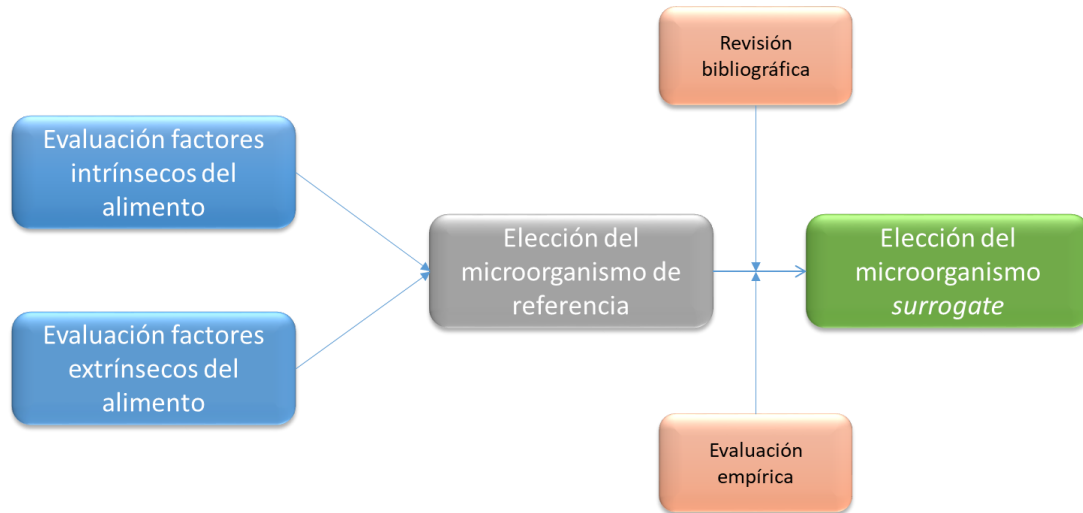 Revisión
bibliográfica
Evaluación factores
intrínsecos del
alimento
Elección del
microorganismo de
referencia
Elección del
microorganismo
surrogate
Evaluación factores
extrínsecos del
alimento
Evaluación
empírica